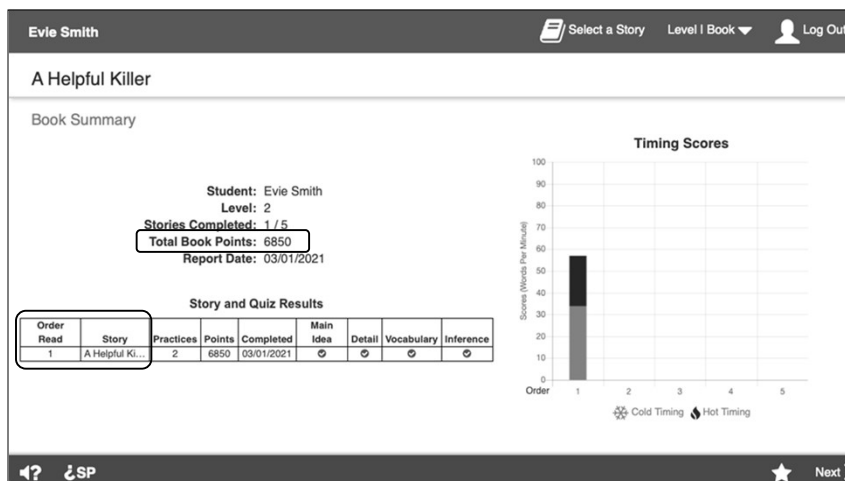 Evie Smith
Select a Story
Level I Book
Log Out
A Helpful Killer
Book Summary
Student: Evie Smith
Level: 2
Stories Completed: 1 / 5
Total Book Points: 6850
Report Date: 03/01/2021
Story and Quiz Results
Order Read Story Practices Points Completed Main Idea Detail Vocabulary Inference
1 A Helpful Ki... 2 6850 03/01/2021
Timing Scores
Scores (Words Per Minute)
100
90
80
70
60
50
40
30
20
10
0
Order 1 2 3 4 5
Cold Timing Hot Timing
? ¿SP
Next